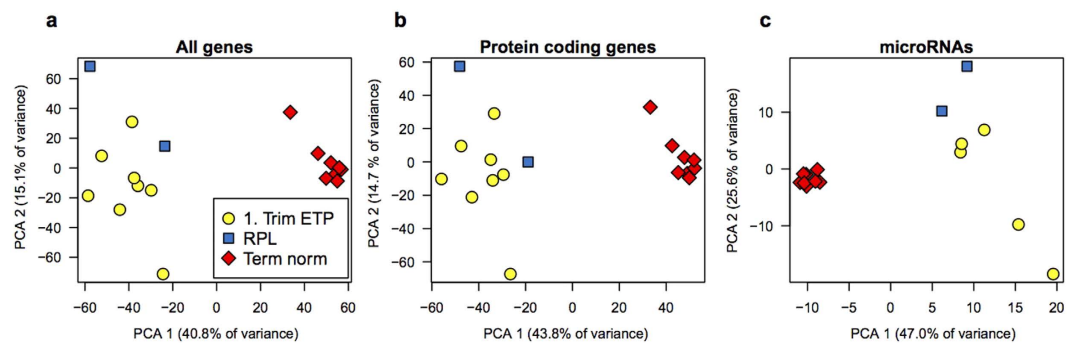 a
All genes
PCA 2 (15.1% of variance)
60
40
20
0
−20
−40
−60
1. Trim ETP
RPL
Term norm
−60 −40 −20 0 20 40 60
PCA 1 (40.8% of variance)
b
Protein coding genes
PCA 2 (14.7 % of variance)
60
40
20
0
−20
−40
−60
−60 −40 −20 0 20 40 60
PCA 1 (43.8% of variance)
c
microRNAs
PCA 2 (25.6% of variance)
10
0
−10
−10 −5 0 5 10 15 20
PCA 1 (47.0% of variance)